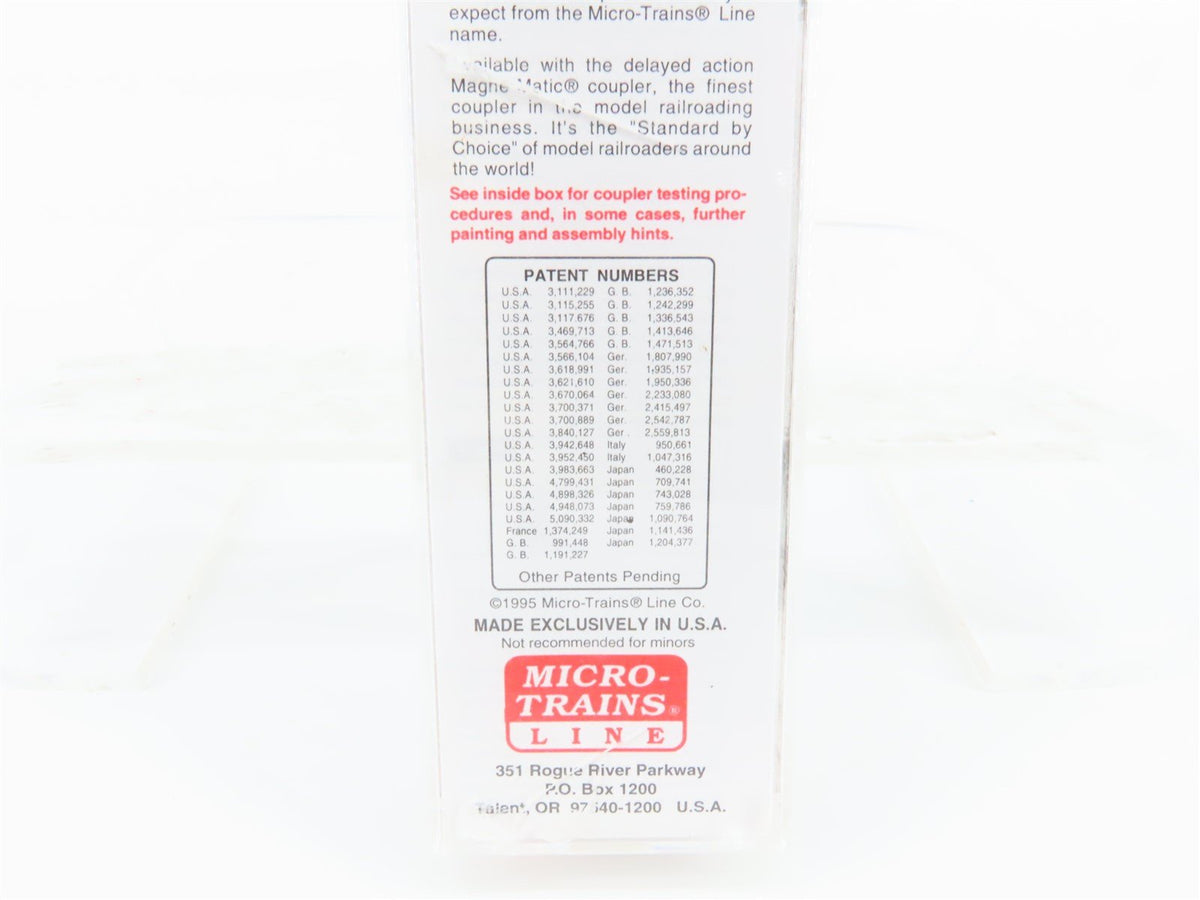 expect from the Micro-Trains® Line
name.
with the delayed action
coupler, the finest
coupler in the model railroading
business. It's the "Standard by
Choice" of model railroaders around
the world!
See inside box for coupler testing pro-
cedures and, in some cases, further
painting and assembly hints.
PATENT NUMBERS
U.S.A. 3,111,229 G. B. 1,236,352
U.S.A. 3,115,255 G. B. 1,242,299
U.S.A. 3,117.676 G. B. 1,336,543
U.S.A. 3,469,713 G. B. 1,413,646
U.S.A. 3,564,766 G. B. 1,471,513
U.S.A. 3,566,104 Ger. 1,807,990
U.S.A. 3,618,991 Ger. 1,935,157
U.S.A. 3,621,610 Ger. 1,950,336
U.S.A. 3,670,064 Ger. 2,233,080
U.S.A. 3,700,371 Ger. 2,415,497
U.S.A. 3,700,889 Ger. 2,542,787
U.S.A. 3,840,127 Ger. 2,559,813
U.S.A. 3,942,648 Italy 950,661
U.S.A. 3,952,450 Italy 1,047,316
U.S.A. 3,983,663 Japan 460,228
U.S.A. 4,799,431 Japan 709,741
U.S.A. 4,898,326 Japan 743,028
U.S.A. 4,948,073 Japan 759,786
U.S.A. 5,090,332 Japan 1,090,764
France 1,374,249 Japan 1,141,436
G. B. 991,448 Japan 1,204,377
G. B. 1,191,227
Other Patents Pending
©1995 Micro-Trains® Line Co.
MADE EXCLUSIVELY IN U.S.A.
Not recommended for minors
MICRO-
TRAINS®
LINE
351 Rogue River Parkway
P.O. Box 1200
Talent, OR 97540-1200 U.S.A.